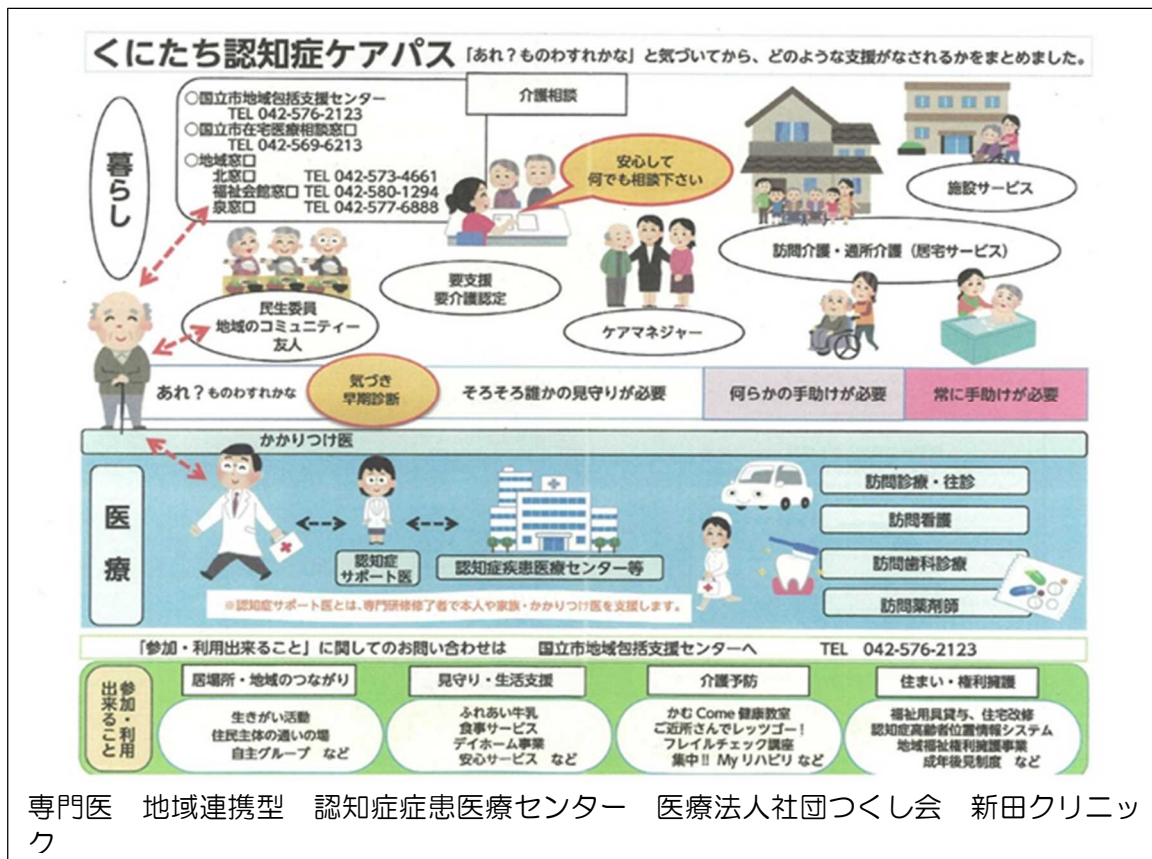 くにたち認知症ケアパス 「あれ？ものわすれかな」と気づいてから、どのような支援がなされるかをまとめました。
暮らし
○国立市地域包括支援センター
TEL 042-576-2123
○国立市在宅医療相談窓口
TEL 042-569-6213
○地域窓口
北窓口 TEL 042-573-4661
福祉会館窓口 TEL 042-580-1294
泉窓口 TEL 042-577-6888
介護相談
安心して
何でも相談下さい
施設サービス
訪問介護・通所介護（居宅サービス）
民生委員
地域のコミュニティー
友人
要支援
要介護認定
ケアマネジャー
あれ？ものわすれかな
気づき
早期診断
そろそろ誰かの見守りが必要
何らかの手助けが必要
常に手助けが必要
かかりつけ医
医療
認知症
サポート医
認知症疾患医療センター等
※認知症サポート医とは、専門研修修了者で本人や家族・かかりつけ医を支援します。
訪問診療・往診
訪問看護
訪問歯科診療
訪問薬剤師
「参加・利用出来ること」に関してのお問い合わせは 国立市地域包括支援センターへ TEL 042-576-2123
参加・利用
出来ること
居場所・地域のつながり
生きがい活動
住民主体の通いの場
自主グループ など
見守り・生活支援
ふれあい牛乳
食事サービス
デイホーム事業
安心サービス など
介護予防
かむCome健康教室
ご近所さんでレッツゴー！
フレイルチェック講座
集中!! Myリハビリ など
住まい・権利擁護
福祉用具貸与、住宅改修
認知症高齢者位置情報システム
地域福祉権利擁護事業
成年後見制度 など
専門医　地域連携型　認知症症患医療センター　医療法人社団つくし会　新田クリニッ
ク